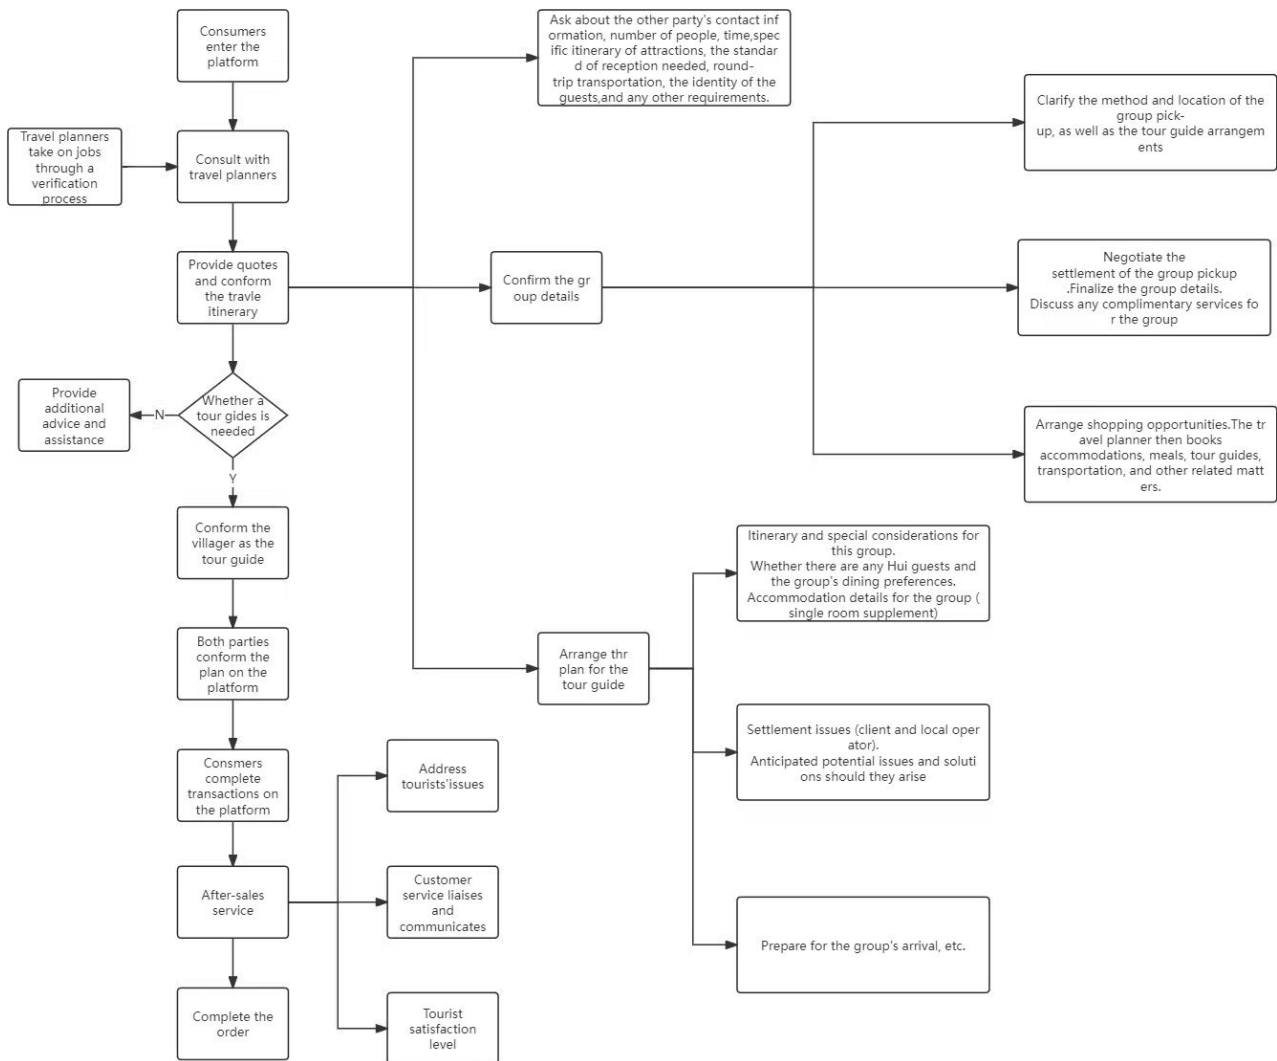 Consumers
enter the
platform
Travel planners
take on jobs
through a
verification
process
Consult with
travel planners
Provide quotes
and conform
the travle
itinerary
Whether a
tour gides is
needed
N
Provide
additional
advice and
assistance
Y
Conform the
villager as the
tour guide
Both parties
conform the
plan on the
platform
Consmers
complete
transactions on
the platform
After-sales
service
Complete the
order
Address
tourists'issues
Customer
service liaises
and
communicates
Tourist
satisfaction
level
Ask about the other party's contact inf
ormation, number of people, time,spec
ific itinerary of attractions, the standar
d of reception needed, round-
trip transportation, the identity of the
guests,and any other requirements.
Confirm the gr
oup details
Clarify the method and location of the
group pick-
up, as well as the tour guide arrangem
ents
Negotiate the
settlement of the group pickup
.Finalize the group details.
Discuss any complimentary services fo
r the group
Arrange shopping opportunities.The tr
avel planner then books
accommodations, meals, tour guides,
transportation, and other related matt
ers.
Arrange thr
plan for the
tour guide
Itinerary and special considerations for
this group.
Whether there are any Hui guests and
the group's dining preferences.
Accommodation details for the group (
single room supplement)
Settlement issues (client and local oper
ator).
Anticipated potential issues and soluti
ons should they arise
Prepare for the group's arrival, etc.